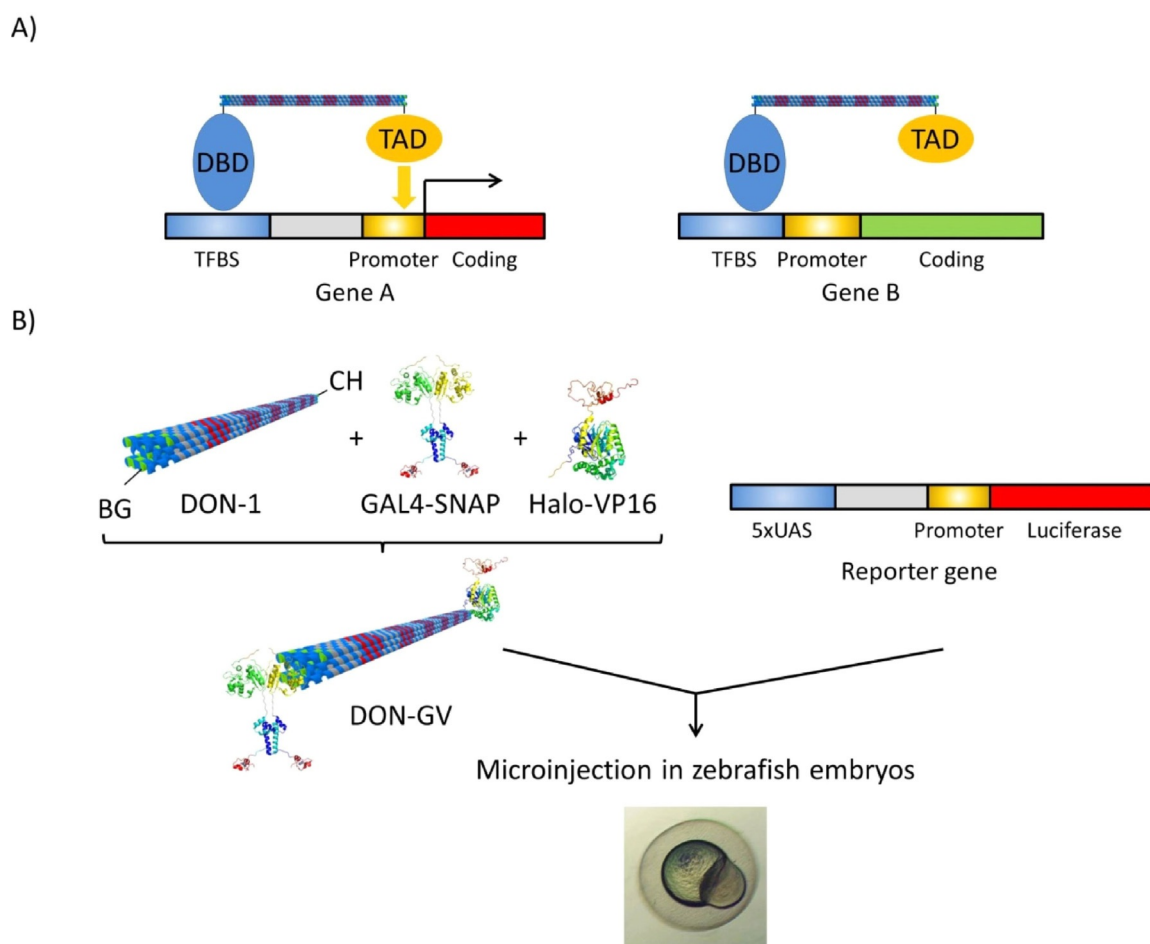 A)
DBD
TAD
TFBS
Promoter
Coding
Gene A
DBD
TAD
TFBS
Promoter
Coding
Gene B
B)
CH
BG
DON-1
+
GAL4-SNAP
+
Halo-VP16
5xUAS
Promoter
Luciferase
Reporter gene
DON-GV
Microinjection in zebrafish embryos